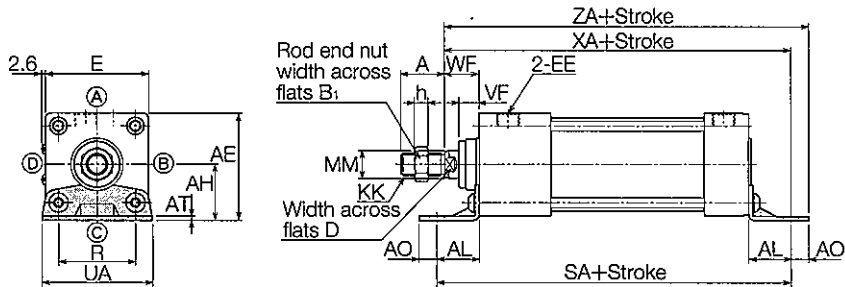 ZA+Stroke
XA+Stroke
Rod end nut
width across
flats B₁
A
WF
2-EE
h
VF
2.6
E
Ⓐ
Ⓓ
Ⓑ
AE
AH
AT
MM
KK
Width across
flats D
Ⓒ
R
UA
AO
AL
SA+Stroke
AL
AO